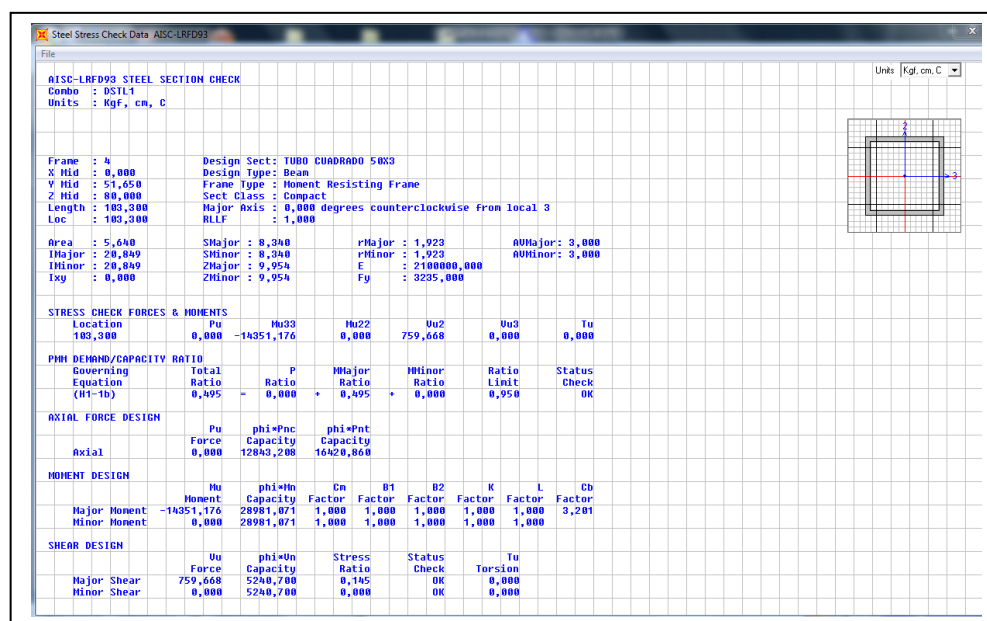 Steel Stress Check Data AISC-LRFD93
File
Units Kgf, cm, C
AISC-LRFD93 STEEL SECTION CHECK
Combo : DSTL1
Units : Kgf, cm, C
2
3
Frame : 4 Design Sect: TUBO CUADRADO 50X3
X Mid : 0,000 Design Type: Beam
Y Mid : 51,650 Frame Type : Moment Resisting Frame
Z Mid : 80,000 Sect Class : Compact
Length : 103,300 Major Axis : 0,000 degrees counterclockwise from local 3
Loc : 103,300 RLLF : 1,000
Area : 5,640 SMajor : 8,340 rMajor : 1,923 AVMajor: 3,000
IMajor : 20,849 SMinor : 8,340 rMinor : 1,923 AVMinor: 3,000
IMinor : 20,849 ZMajor : 9,954 E : 2100000,000
Ixy : 0,000 ZMinor : 9,954 Fy : 3235,000
STRESS CHECK FORCES & MOMENTS
Location Pu Mu33 Mu22 Vu2 Vu3 Tu
103,300 0,000 -14351,176 0,000 759,668 0,000 0,000
PMM DEMAND/CAPACITY RATIO
Governing Total P MMajor MMinor Ratio Status
Equation Ratio Ratio Ratio Ratio Limit Check
(H1-1b) 0,495 = 0,000 + 0,495 + 0,000 0,950 OK
AXIAL FORCE DESIGN
Pu phi*Pnc phi*Pnt
Force Capacity Capacity
Axial 0,000 12843,208 16420,860
MOMENT DESIGN
Mu phi*Mn Cm B1 B2 K L Cb
Moment Capacity Factor Factor Factor Factor Factor Factor
Major Moment -14351,176 28981,071 1,000 1,000 1,000 1,000 1,000 3,201
Minor Moment 0,000 28981,071 1,000 1,000 1,000 1,000 1,000
SHEAR DESIGN
Vu phi*Vn Stress Status Tu
Force Capacity Ratio Check Torsion
Major Shear 759,668 5240,700 0,145 OK 0,000
Minor Shear 0,000 5240,700 0,000 OK 0,000